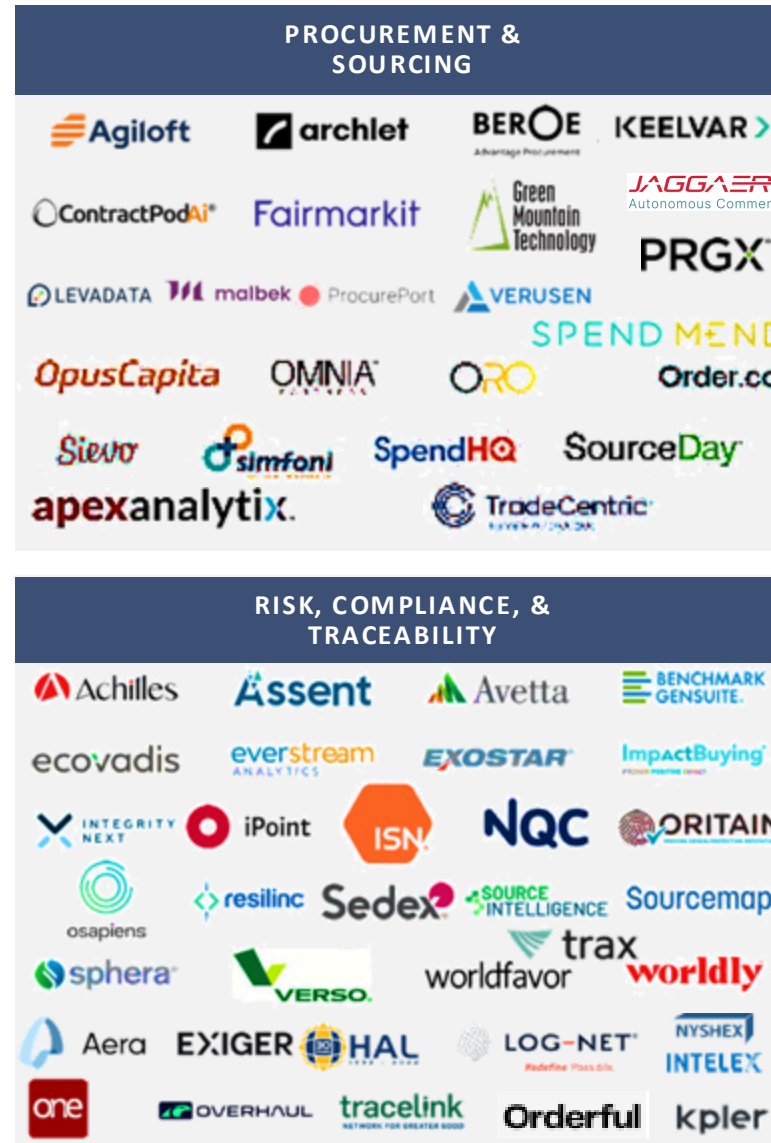 PROCUREMENT &
SOURCING
Agiloft archlet BEROE KEELVAR
Advantage Procurement
JAGGAER
Autonomous Commer
ContractPodAi® Fairmarkit Green
Mountain
Technology
PRGX
LEVADATA malbek ProcurePort VERUSEN
SPEND MEND
OpusCapita OMNIA ORO Order.co
Sievo simfoni SpendHQ SourceDay
apexanalytix. TradeCentric
RISK, COMPLIANCE, &
TRACEABILITY
Achilles Assent Avetta BENCHMARK
GENSUITE.
ecovadis everstream EXOSTAR ImpactBuying
ANALYTICS
INTEGRITY
NEXT
iPoint ISN. NQC ORITAIN
osapiens resilinc Sedex SOURCE
INTELLIGENCE
Sourcemap
trax
sphera VERSO. worldfavor worldly
Aera EXIGER HAL LOG-NET NYSHEX
Redefine Possible.
INTELEX
one OVERHAUL tracelink Orderful kpler
NETWORK FOR GREATER GOOD